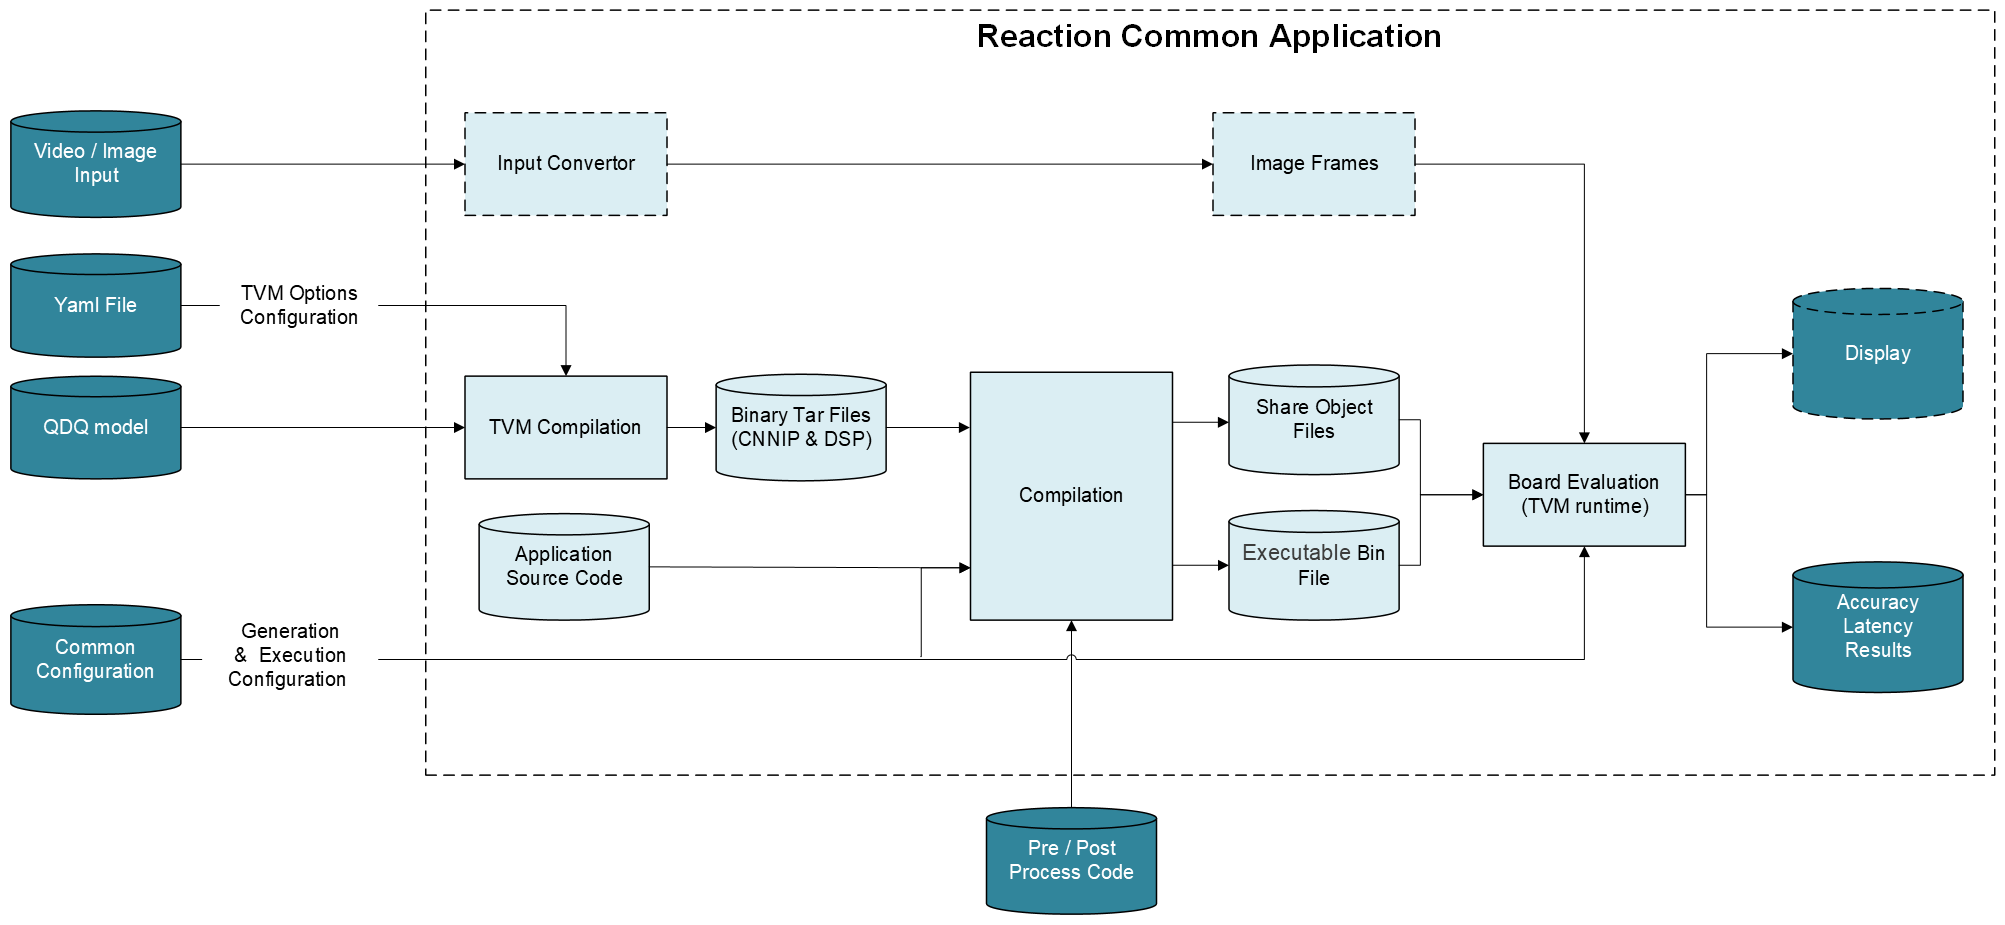 Reaction Common Application
Video / Image
Input
Input Convertor
Image Frames
Yaml File
TVM Options
Configuration
QDQ model
TVM Compilation
Binary Tar Files
(CNNIP & DSP)
Application
Source Code
Compilation
Share Object
Files
Executable Bin
File
Board Evaluation
(TVM runtime)
Display
Accuracy
Latency
Results
Common
Configuration
Generation
& Execution
Configuration
Pre / Post
Process Code